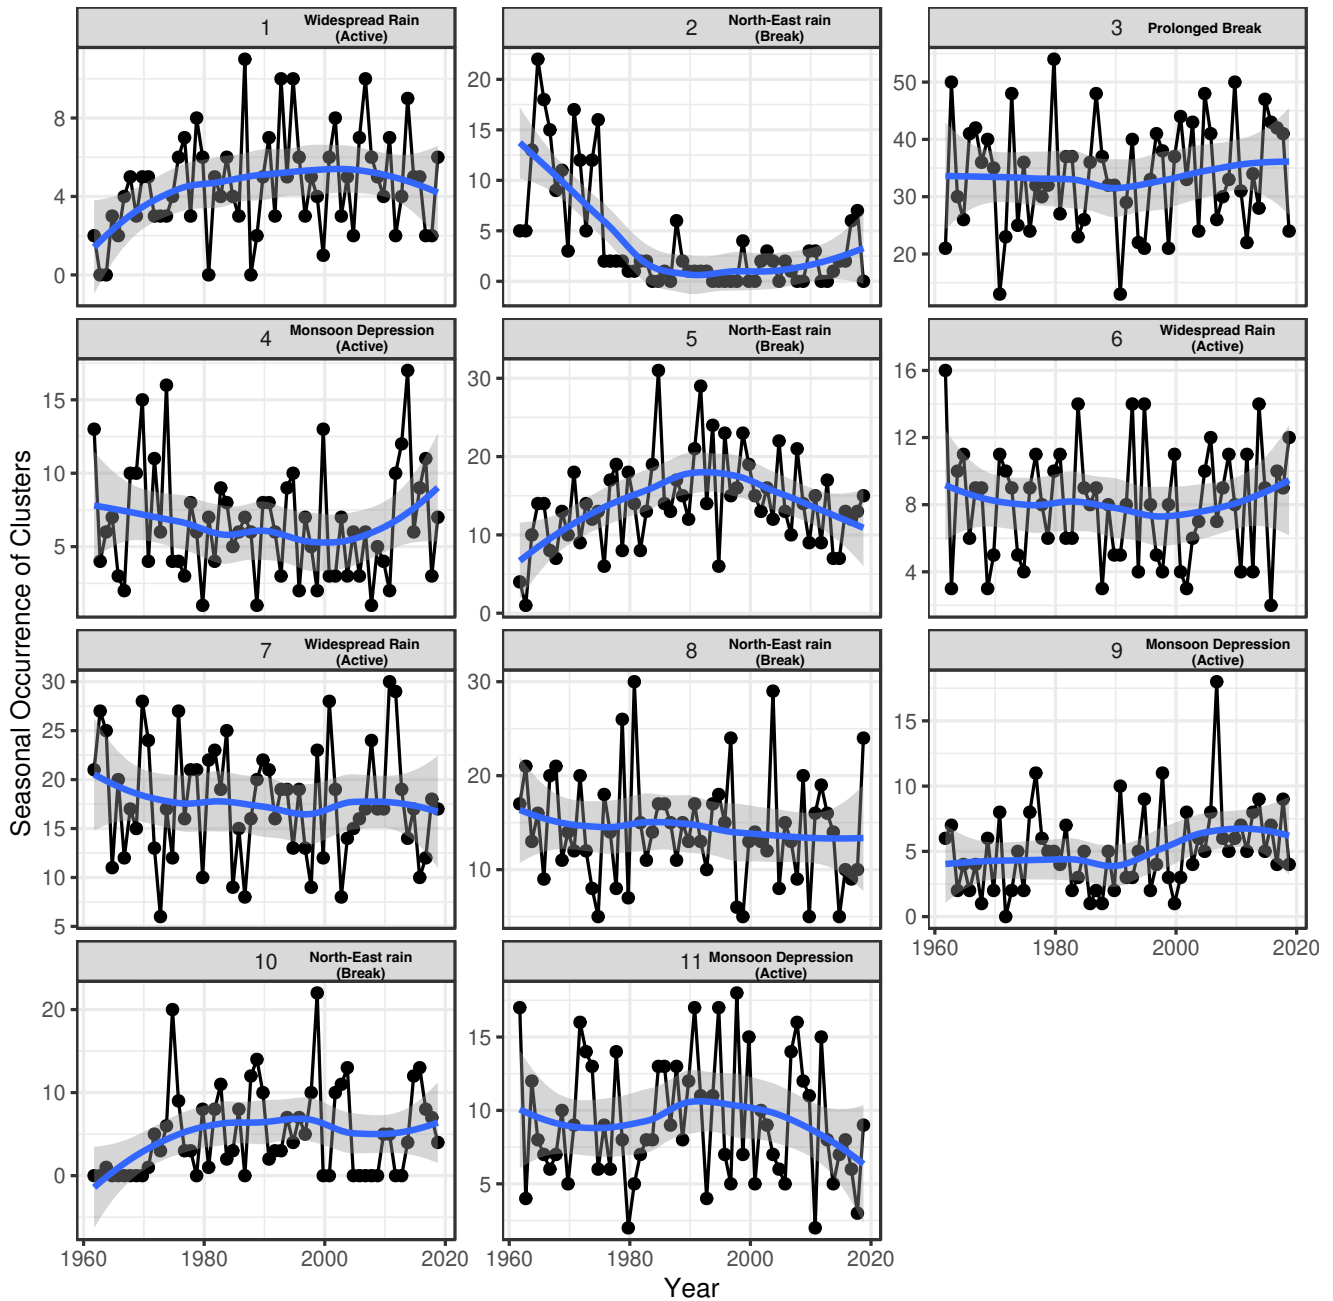 1 Widespread Rain
(Active)
2 North-East rain
(Break)
3 Prolonged Break
8
4
0
20
15
10
5
0
50
40
30
20
4 Monsoon Depression
(Active)
5 North-East rain
(Break)
6 Widespread Rain
(Active)
15
10
5
30
20
10
0
16
12
8
4
Seasonal Occurrence of Clusters
7 Widespread Rain
(Active)
8 North-East rain
(Break)
9 Monsoon Depression
(Active)
30
25
20
15
10
5
30
20
10
15
10
5
0
1960 1980 2000 2020
10 North-East rain
(Break)
11 Monsoon Depression
(Active)
20
10
0
15
10
5
1960 1980 2000 2020
1960 1980 2000 2020
Year